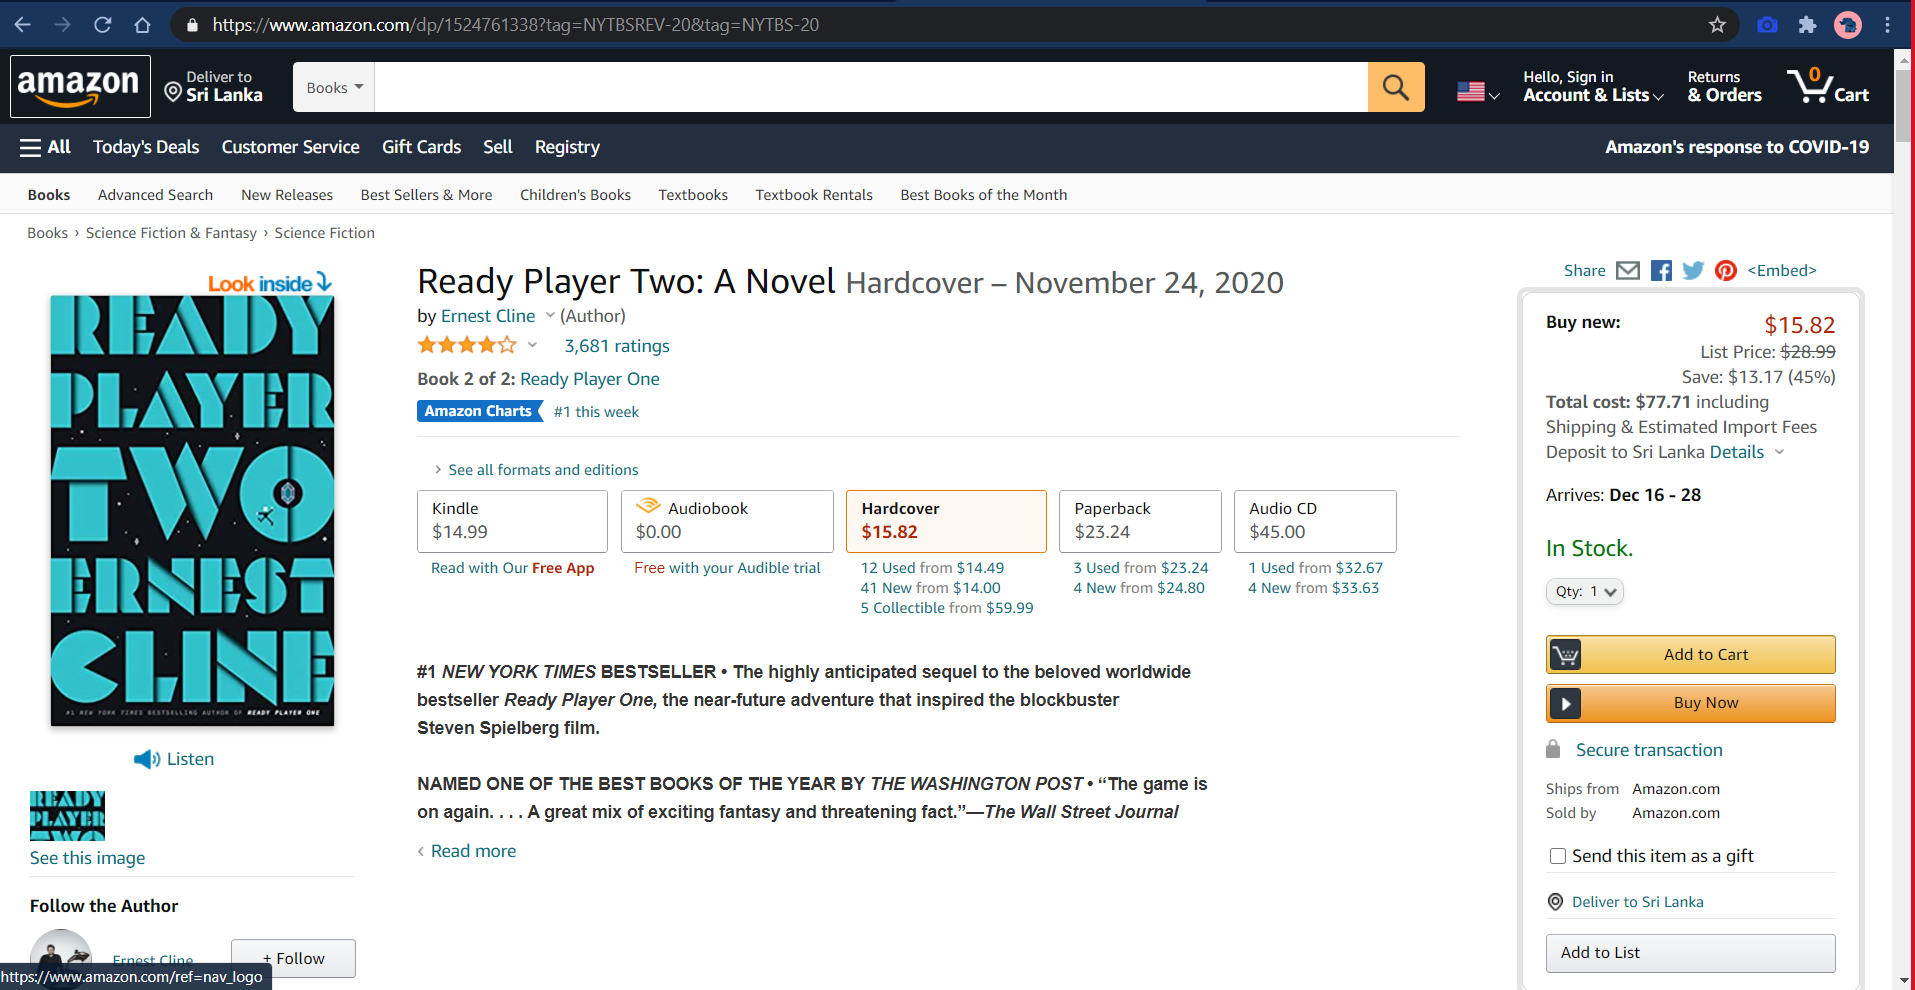 https://www.amazon.com/dp/1524761338?tag=NYTBSREV-20&tag=NYTBS-20
amazon
Deliver to
Sri Lanka
Books
Hello, Sign in
Account & Lists
Returns
& Orders
0
Cart
All
Today's Deals
Customer Service
Gift Cards
Sell
Registry
Amazon's response to COVID-19
Books
Advanced Search
New Releases
Best Sellers & More
Children's Books
Textbooks
Textbook Rentals
Best Books of the Month
Books › Science Fiction & Fantasy › Science Fiction
Look inside
READY
PLAYER
TWO
ERNEST
CLINE
#1 NEW YORK TIMES BESTSELLING AUTHOR OF READY PLAYER ONE
Listen
READY
PLAYER
TWO
See this image
Follow the Author
Ernest Cline
+ Follow
https://www.amazon.com/ref=nav_logo
Ready Player Two: A Novel Hardcover – November 24, 2020
by Ernest Cline (Author)
3,681 ratings
Book 2 of 2: Ready Player One
Amazon Charts #1 this week
› See all formats and editions
Kindle
$14.99
Read with Our Free App
Audiobook
$0.00
Free with your Audible trial
Hardcover
$15.82
12 Used from $14.49
41 New from $14.00
5 Collectible from $59.99
Paperback
$23.24
3 Used from $23.24
4 New from $24.80
Audio CD
$45.00
1 Used from $32.67
4 New from $33.63
#1 NEW YORK TIMES BESTSELLER • The highly anticipated sequel to the beloved worldwide
bestseller Ready Player One, the near-future adventure that inspired the blockbuster
Steven Spielberg film.
NAMED ONE OF THE BEST BOOKS OF THE YEAR BY THE WASHINGTON POST • “The game is
on again. . . . A great mix of exciting fantasy and threatening fact.”—The Wall Street Journal
‹ Read more
Share
<Embed>
Buy new:
$15.82
List Price: $28.99
Save: $13.17 (45%)
Total cost: $77.71 including
Shipping & Estimated Import Fees
Deposit to Sri Lanka Details
Arrives: Dec 16 - 28
In Stock.
Qty: 1
Add to Cart
Buy Now
Secure transaction
Ships from Amazon.com
Sold by Amazon.com
Send this item as a gift
Deliver to Sri Lanka
Add to List